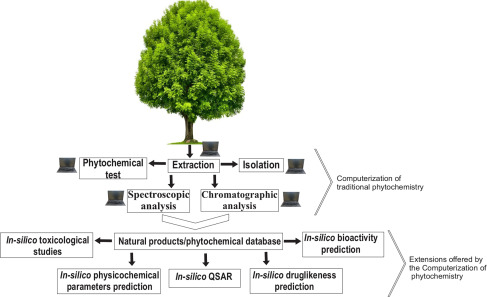 Phytochemical
test
Extraction
Isolation
Spectroscopic
analysis
Chromatographic
analysis
Computerization of
traditional phytochemistry
In-silico toxicological
studies
Natural products/phytochemical database
In-silico bioactivity
prediction
In-silico physicochemical
parameters prediction
In-silico QSAR
In-silico druglikeness
prediction
Extensions offered by
the Computerization of
phytochemistry